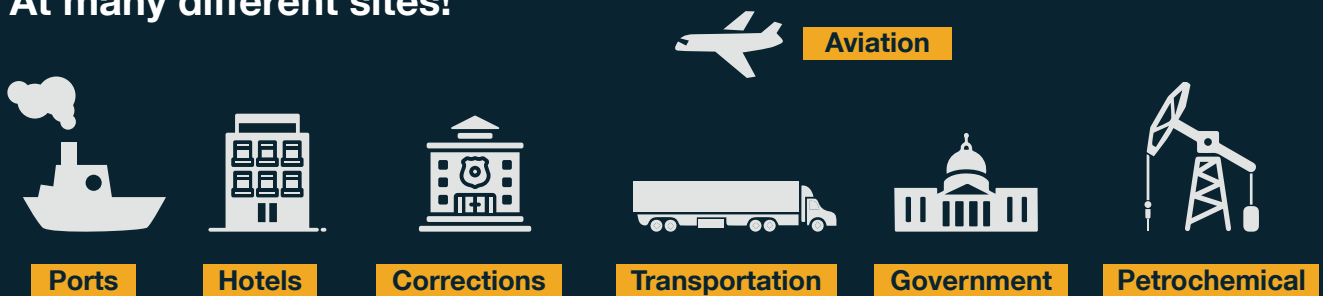 At many different sites!
Aviation
Ports
Hotels
Corrections
Transportation
Government
Petrochemical